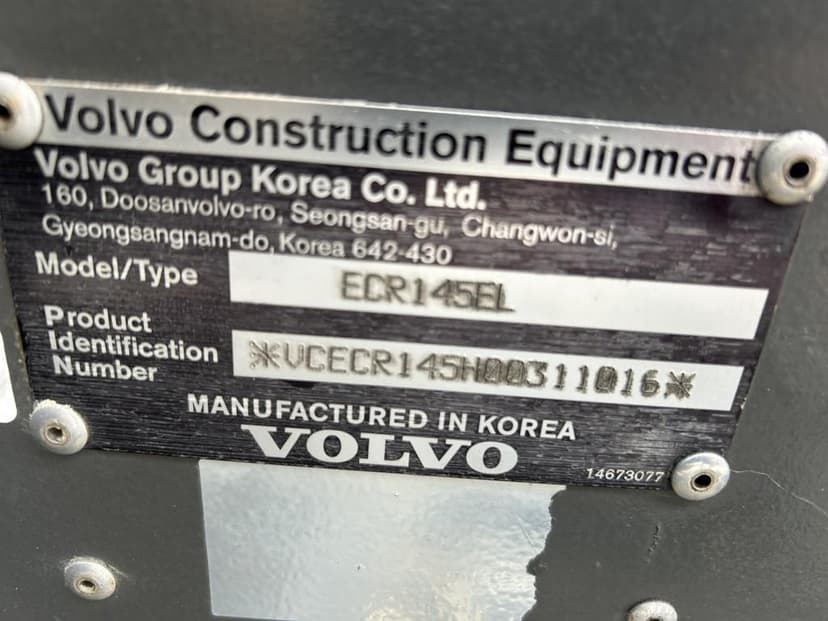 Volvo Construction Equipment
Volvo Group Korea Co. Ltd.
160, Doosanvolvo-ro, Seongsan-gu, Changwon-si,
Gyeongsangnam-do, Korea 642-430
Model/Type ECR145EL
Product
Identification
Number
*VCECR145H00311016*
MANUFACTURED IN KOREA
VOLVO
14673077